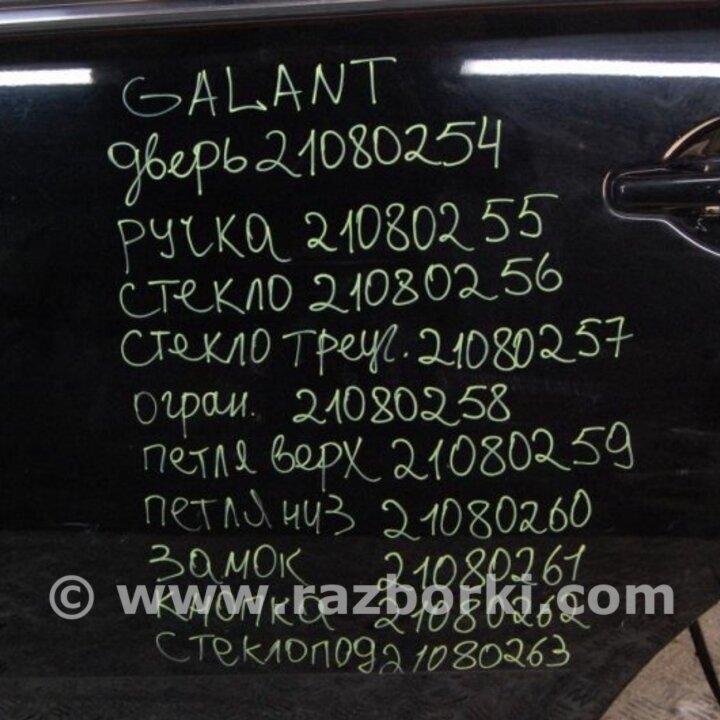 GALANT
дверь 21080254
РУЧКА 21080255
СТЕКЛО 21080256
СТЕКЛО треуг. 21080257
огран. 21080258
петля верх 21080259
петля низ 21080260
ЗАМОК 21080261
© www.razborki.com
КНОПКА 21080262
СТЕКЛОПОД 21080263